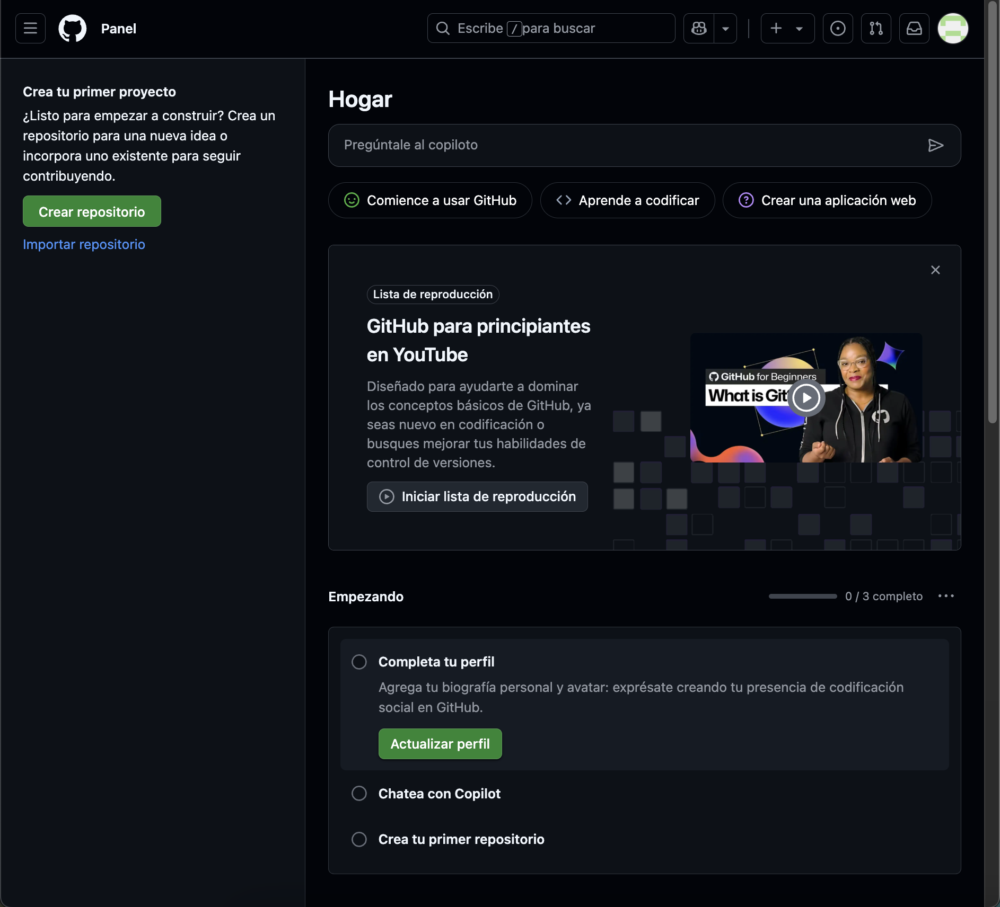 Panel
Escribe / para buscar
Crea tu primer proyecto
¿Listo para empezar a construir? Crea un
repositorio para una nueva idea o
incorpora uno existente para seguir
contribuyendo.
Crear repositorio
Importar repositorio
Hogar
Pregúntale al copiloto
Comience a usar GitHub
Aprende a codificar
Crear una aplicación web
Lista de reproducción
GitHub para principiantes
en YouTube
Diseñado para ayudarte a dominar
los conceptos básicos de GitHub, ya
seas nuevo en codificación o
busques mejorar tus habilidades de
control de versiones.
Iniciar lista de reproducción
GitHub for Beginners
What is Git
Empezando
0 / 3 completo
Completa tu perfil
Agrega tu biografía personal y avatar: exprésate creando tu presencia de codificación
social en GitHub.
Actualizar perfil
Chatea con Copilot
Crea tu primer repositorio